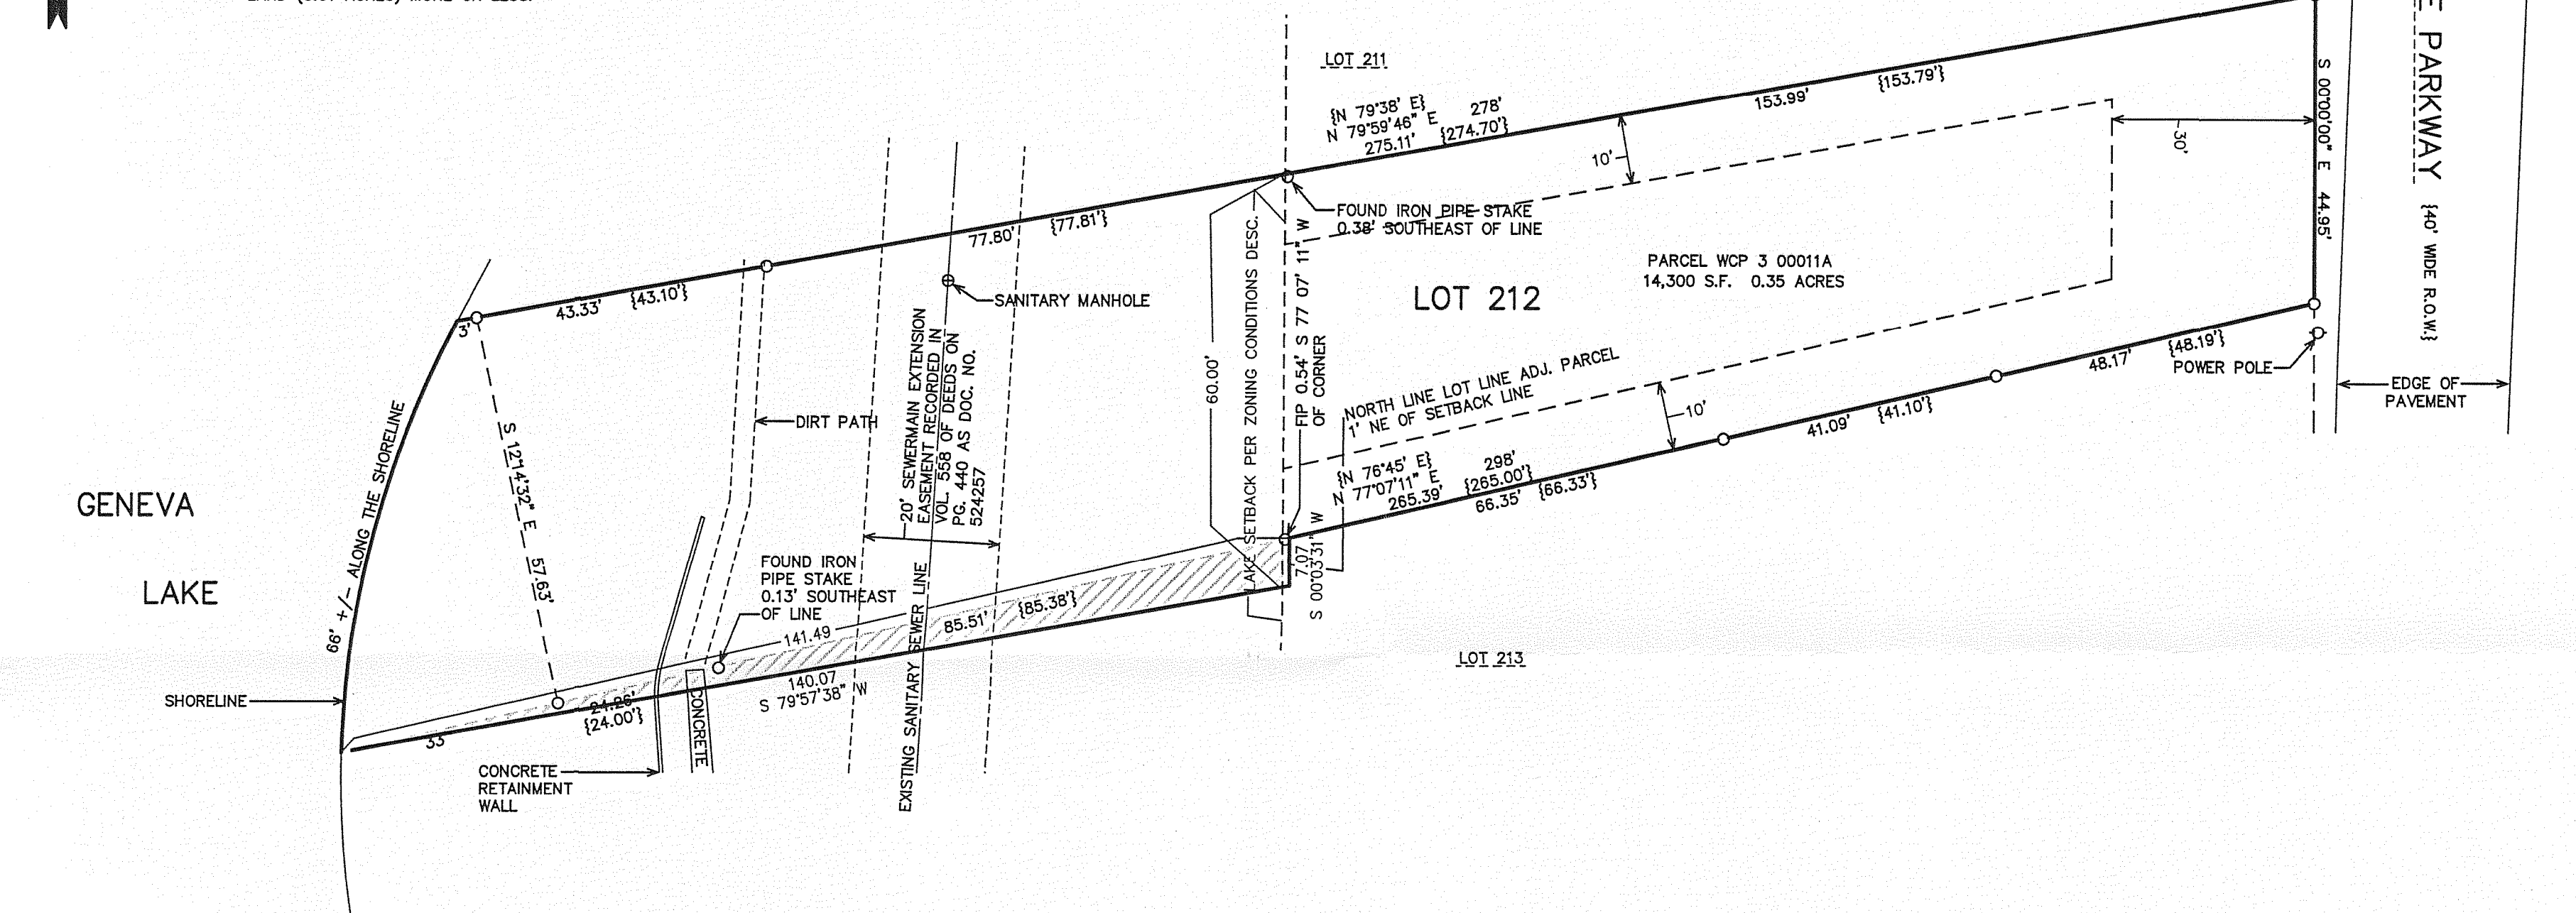 LOT 211
{N 79°38' E}
N 79°59'46" E
278'
{274.70'}
275.11'
153.99'
{153.79'}
10'
30'
S 00°00'00" E 44.95'
PARKWAY
{40' WIDE R.O.W.}
FOUND IRON PIPE STAKE
0.38' SOUTHEAST OF LINE
77.80'
{77.81'}
43.33'
{43.10'}
3'
SANITARY MANHOLE
PARCEL WCP 3 00011A
14,300 S.F. 0.35 ACRES
LOT 212
POWER POLE
EDGE OF
PAVEMENT
48.17'
{48.19'}
41.09'
{41.10'}
10'
NORTH LINE LOT LINE ADJ. PARCEL
1' NE OF SETBACK LINE
{N 76°45' E}
N 77°07'11" E
298'
{265.00'}
265.39'
66.35'
{66.33'}
FIP 0.54' S 77 07' 11" W
OF CORNER
LAKE SETBACK PER ZONING CONDITIONS DESC.
60.00'
7.07
S 00°03'31" W
20' SEWERMAN EXTENSION
EASEMENT RECORDED IN
VOL. 558 OF DEEDS ON
PG. 440 AS DOC. NO.
524257
DIRT PATH
S 12°14'32" E 57.63'
66' +/- ALONG THE SHORELINE
GENEVA
LAKE
SHORELINE
FOUND IRON
PIPE STAKE
0.13' SOUTHEAST
OF LINE
141.49
85.51'
{85.38'}
140.07
S 79°57'38" W
24.26'
{24.00'}
33
CONCRETE
EXISTING SANITARY SEWER LINE
CONCRETE
RETAINMENT
WALL
LOT 213